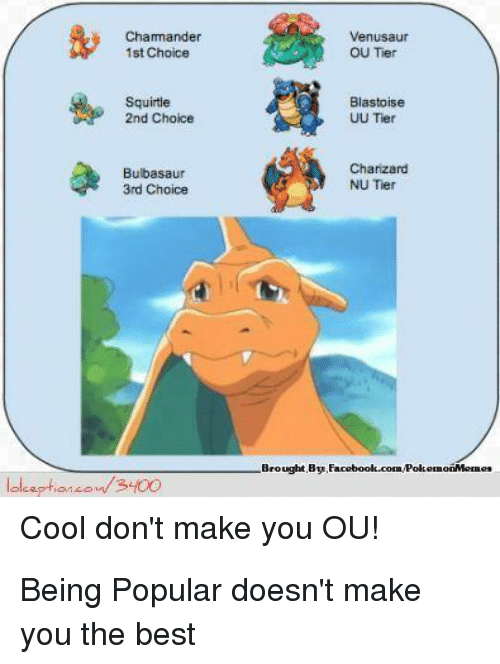 Charmander
1st Choice
Venusaur
OU Tier
Squirtle
2nd Choice
Blastoise
UU Tier
Bulbasaur
3rd Choice
Charizard
NU Tier
Brought By: Facebook.com/PokemonMemes
lolception.com/3400
Cool don't make you OU!
Being Popular doesn't make
you the best